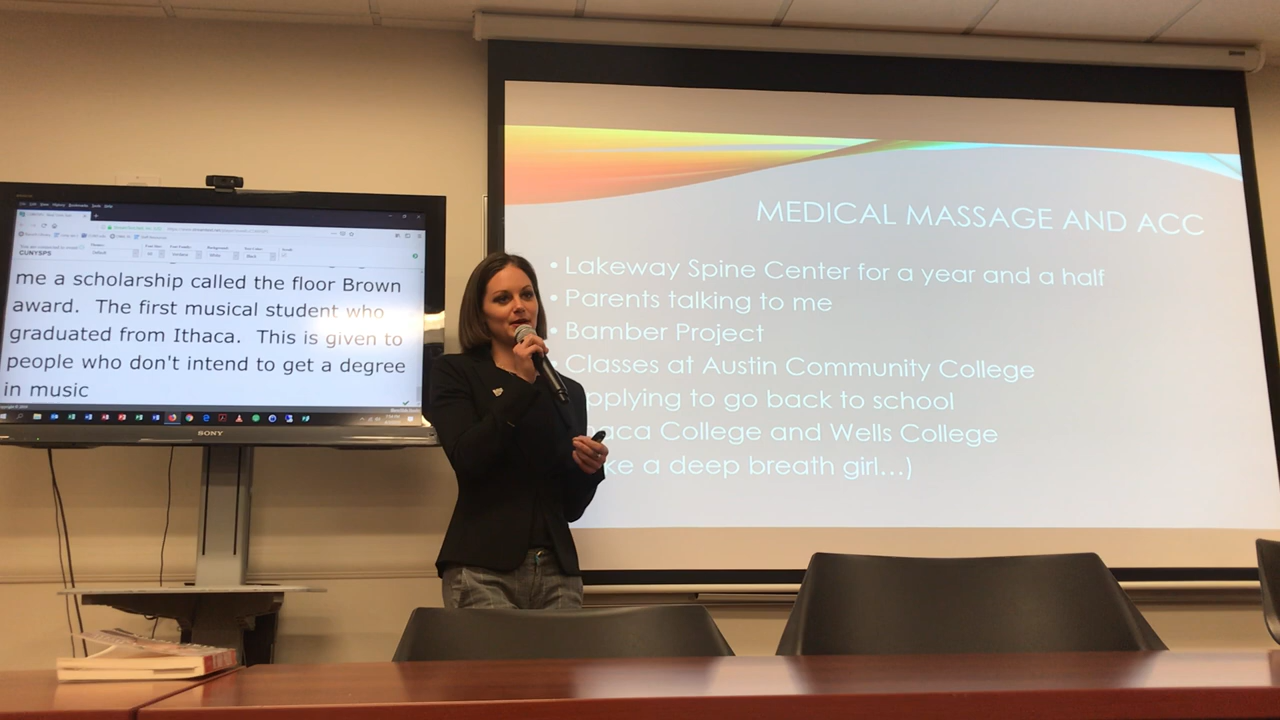 CUNYSPS
me a scholarship called the floor Brown
award. The first musical student who
graduated from Ithaca. This is given to
people who don't intend to get a degree
in music
SONY
MEDICAL MASSAGE AND ACC
• Lakeway Spine Center for a year and a half
• Parents talking to me
• Bamber Project
• Classes at Austin Community College
applying to go back to school
College and Wells College
a deep breath girl…)